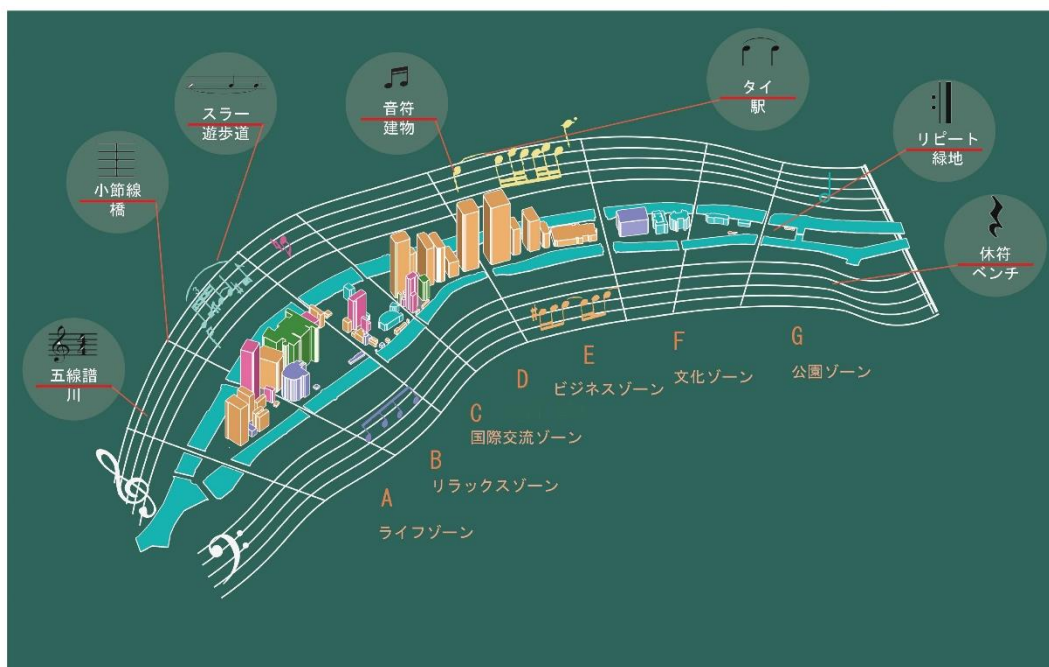 タイ
駅
スラー
遊歩道
音符
建物
リピート
緑地
小節線
橋
休符
ベンチ
五線譜
川
G
公園ゾーン
F
文化ゾーン
E
ビジネスゾーン
D
C
国際交流ゾーン
B
リラックスゾーン
A
ライフゾーン